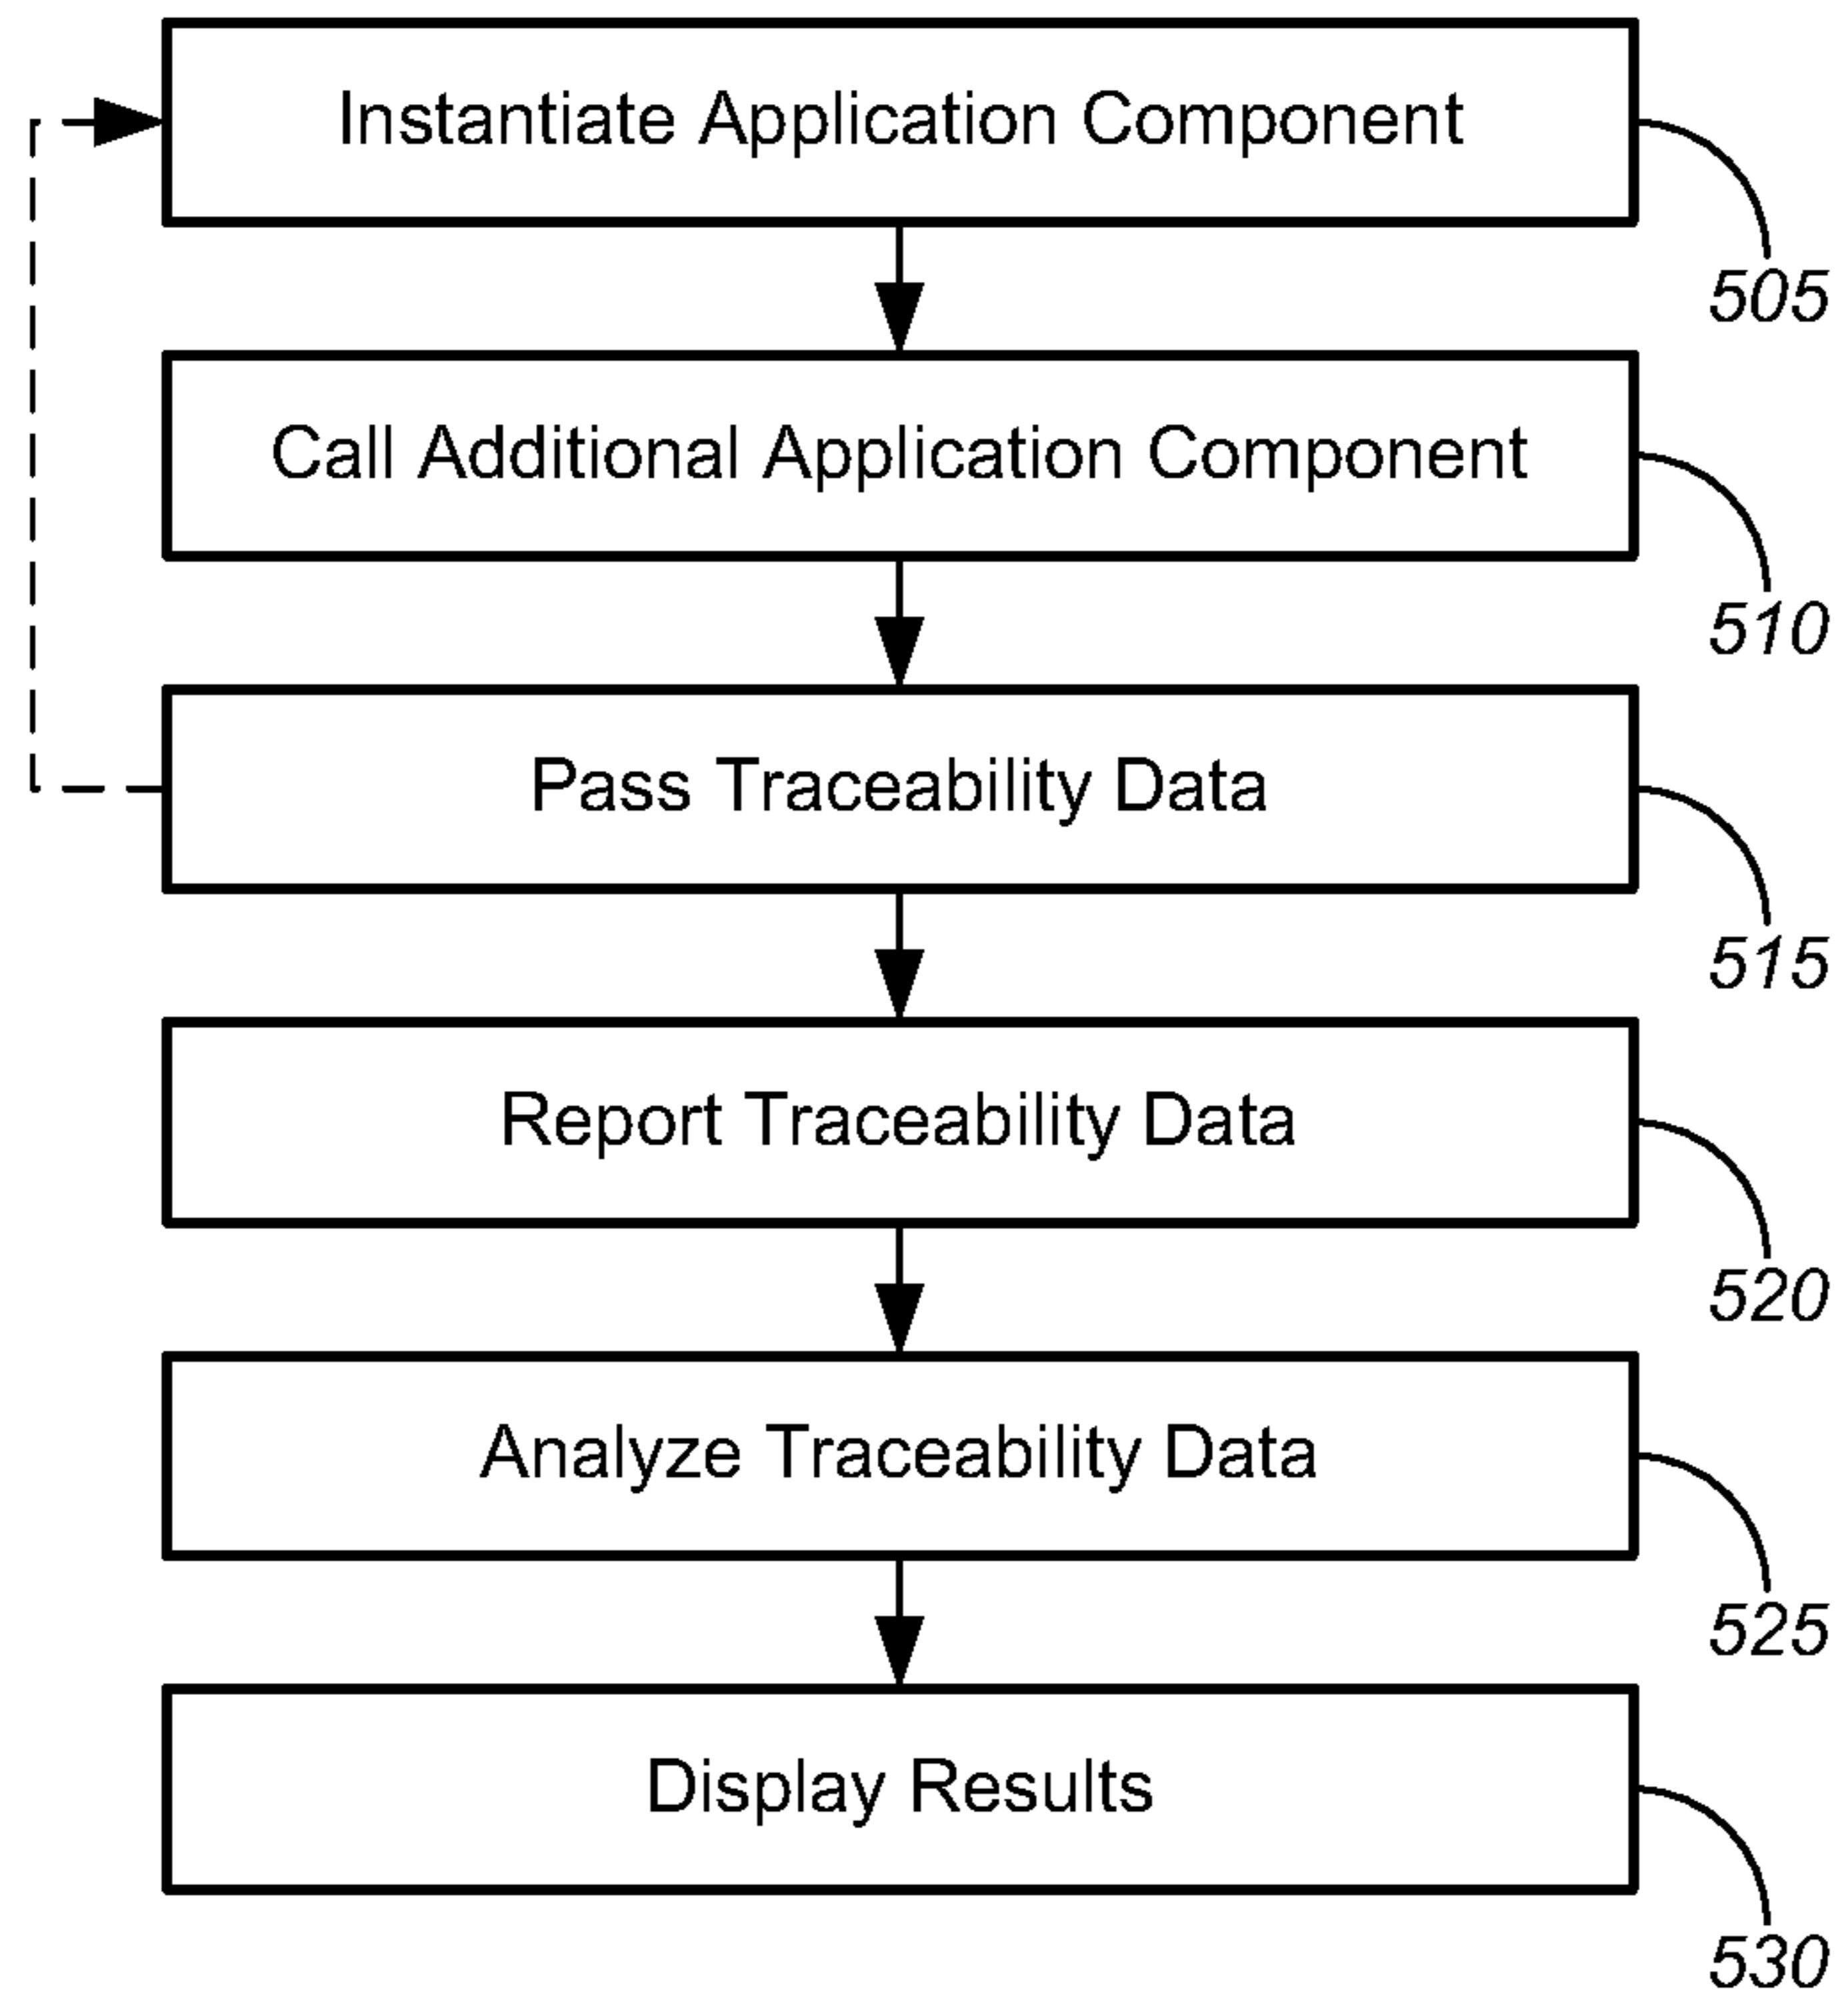 Instantiate Application Component
505
Call Additional Application Component
510
Pass Traceability Data
515
Report Traceability Data
520
Analyze Traceability Data
525
Display Results
530